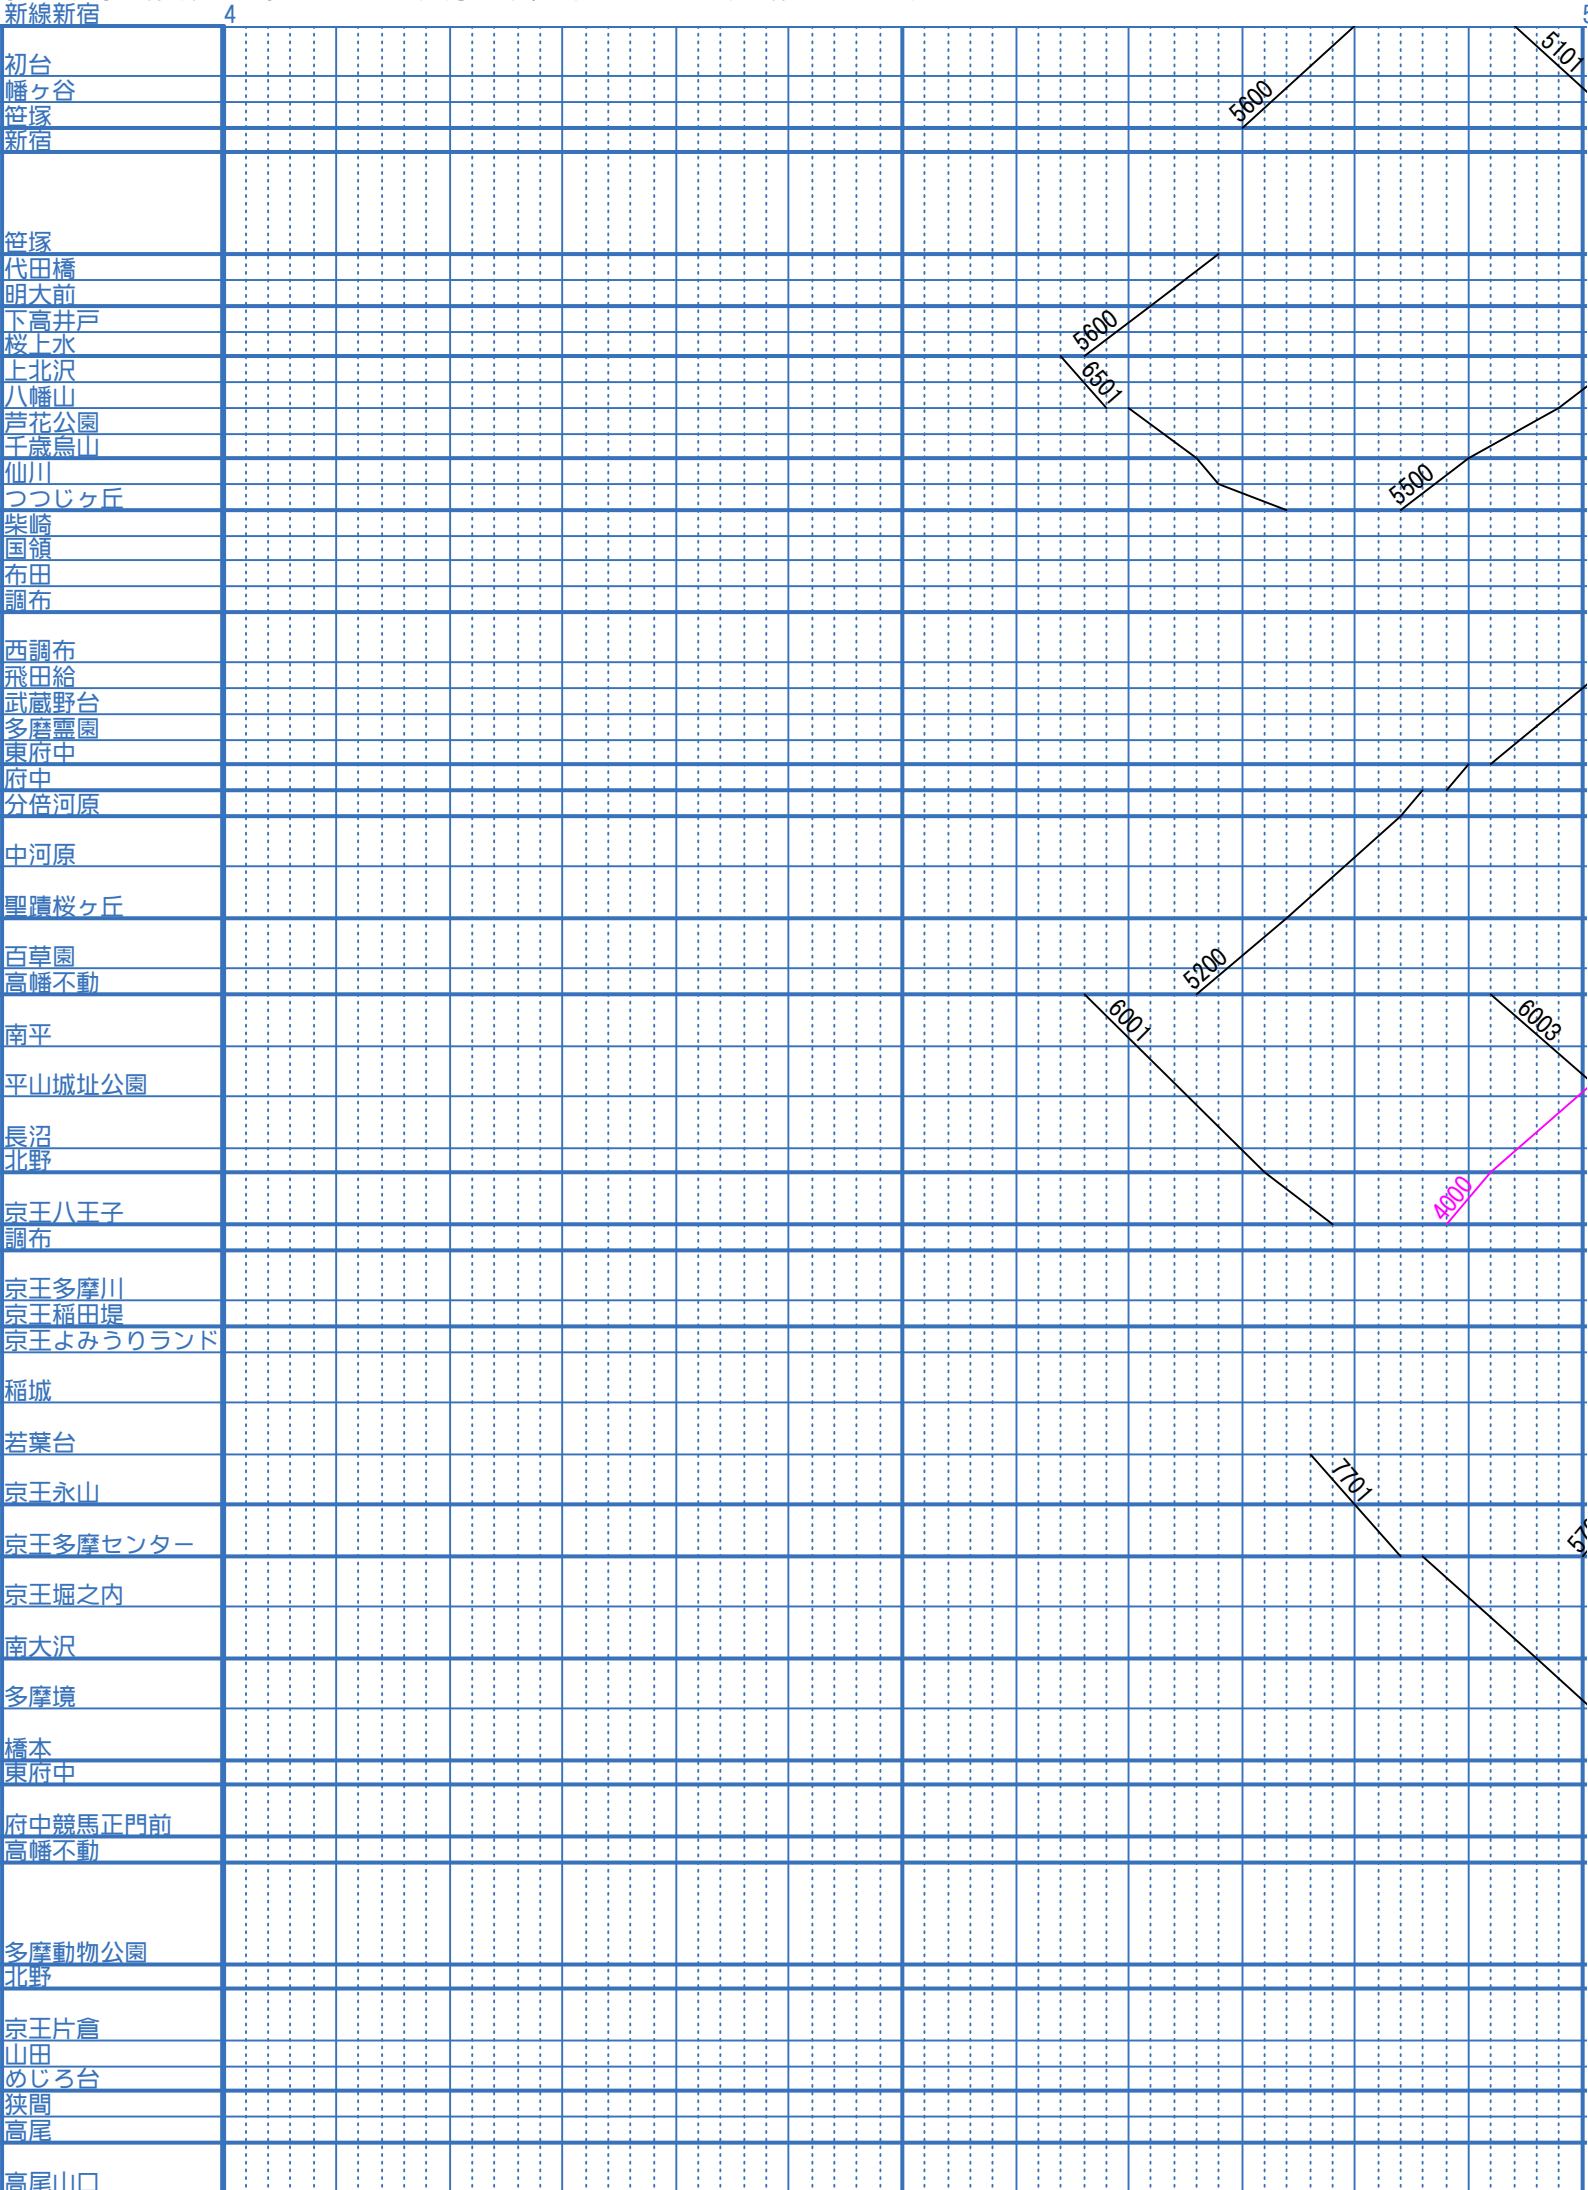 新線新宿 4 5
初台
幡ヶ谷
笹塚
新宿
笹塚
代田橋
明大前
下高井戸
桜上水
上北沢
八幡山
芦花公園
千歳烏山
仙川
つつじヶ丘
柴崎
国領
布田
調布
西調布
飛田給
武蔵野台
多磨霊園
東府中
府中
分倍河原
中河原
聖蹟桜ヶ丘
百草園
高幡不動
南平
平山城址公園
長沼
北野
京王八王子
調布
京王多摩川
京王稲田堤
京王よみうりランド
稲城
若葉台
京王永山
京王多摩センター
京王堀之内
南大沢
多摩境
橋本
東府中
府中競馬正門前
高幡不動
多摩動物公園
北野
京王片倉
山田
めじろ台
狭間
高尾
高尾山口
5101
5600
5600
6501
5500
5200
6001
6003
4000
7701